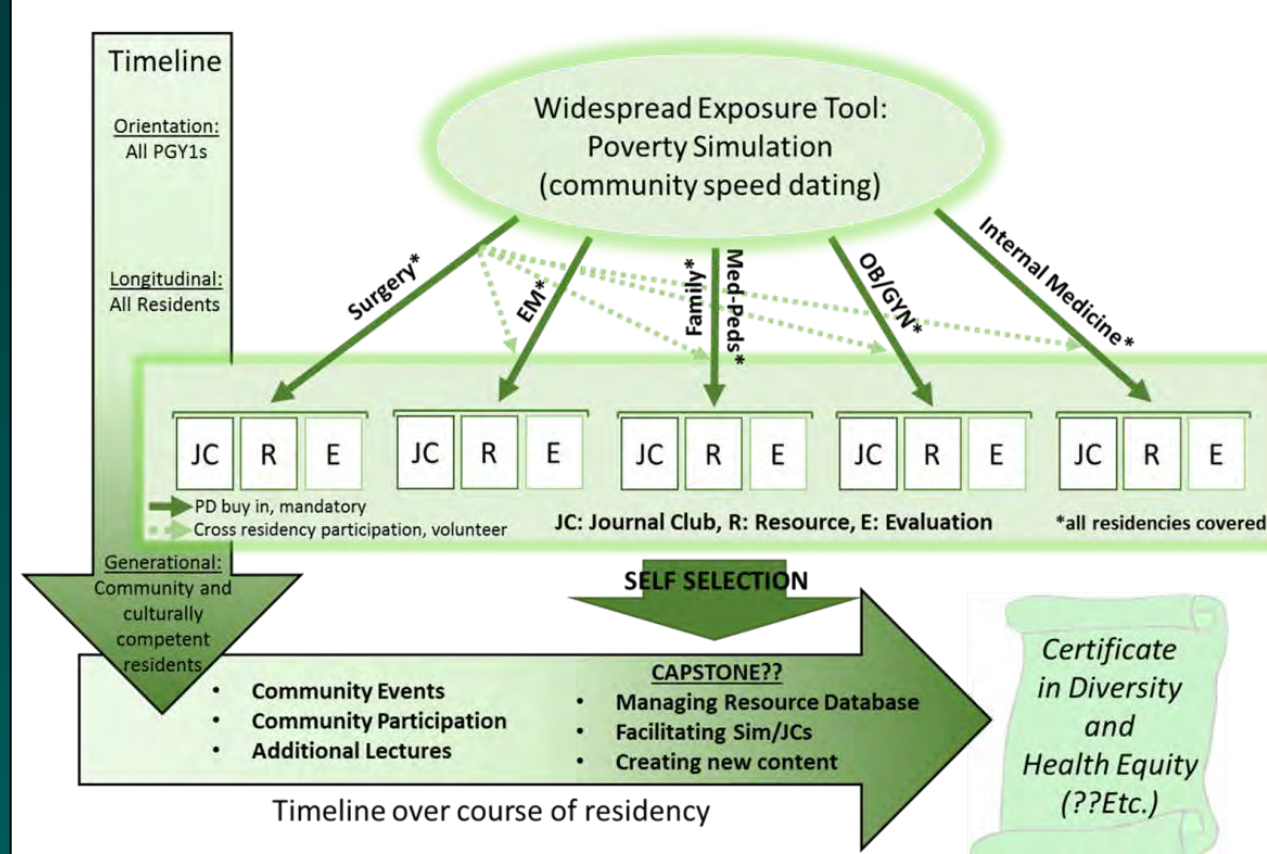 Timeline
Orientation:
All PGY1s
Longitudinal:
All Residents
Generational:
Community and
culturally
competent
residents
Widespread Exposure Tool:
Poverty Simulation
(community speed dating)
Surgery*
EM*
Family*
Med-Peds*
OB/GYN*
Internal Medicine*
JC R E
JC R E
JC R E
JC R E
JC R E
PD buy in, mandatory
Cross residency participation, volunteer
JC: Journal Club, R: Resource, E: Evaluation
*all residencies covered
SELF SELECTION
• Community Events
• Community Participation
• Additional Lectures
CAPSTONE??
• Managing Resource Database
• Facilitating Sim/JCs
• Creating new content
Timeline over course of residency
Certificate
in Diversity
and
Health Equity
(??Etc.)